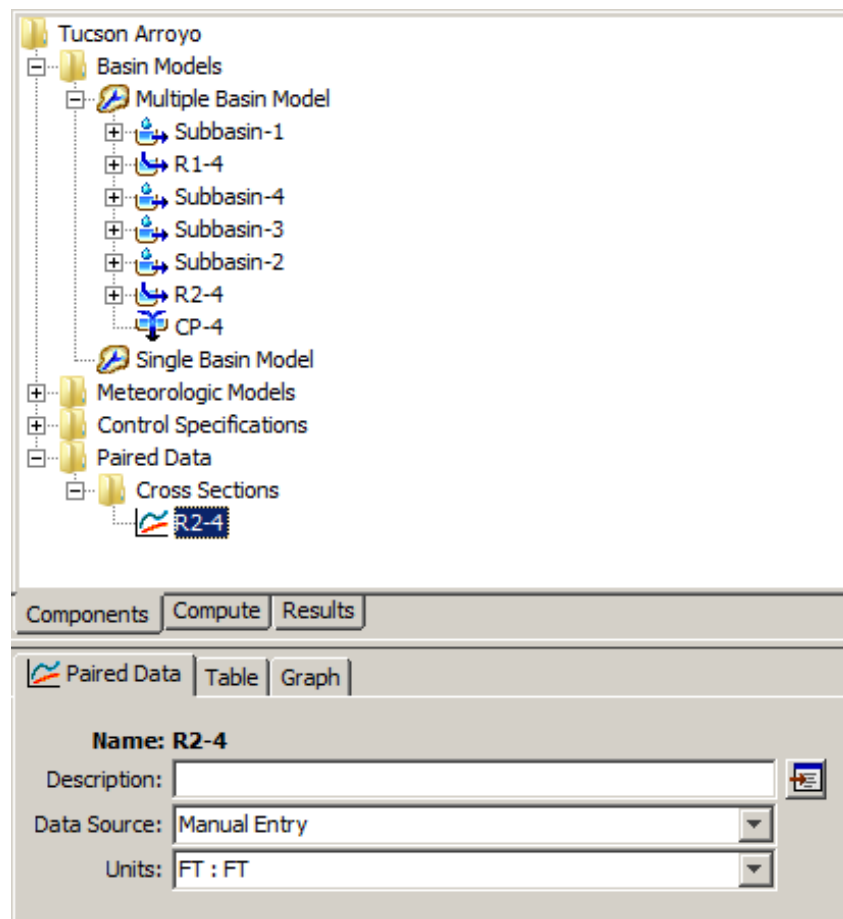 Tucson Arroyo
Basin Models
Multiple Basin Model
Subbasin-1
R1-4
Subbasin-4
Subbasin-3
Subbasin-2
R2-4
CP-4
Single Basin Model
Meteorologic Models
Control Specifications
Paired Data
Cross Sections
R2-4
Components Compute Results
Paired Data Table Graph
Name: R2-4
Description:
Data Source: Manual Entry
Units: FT : FT